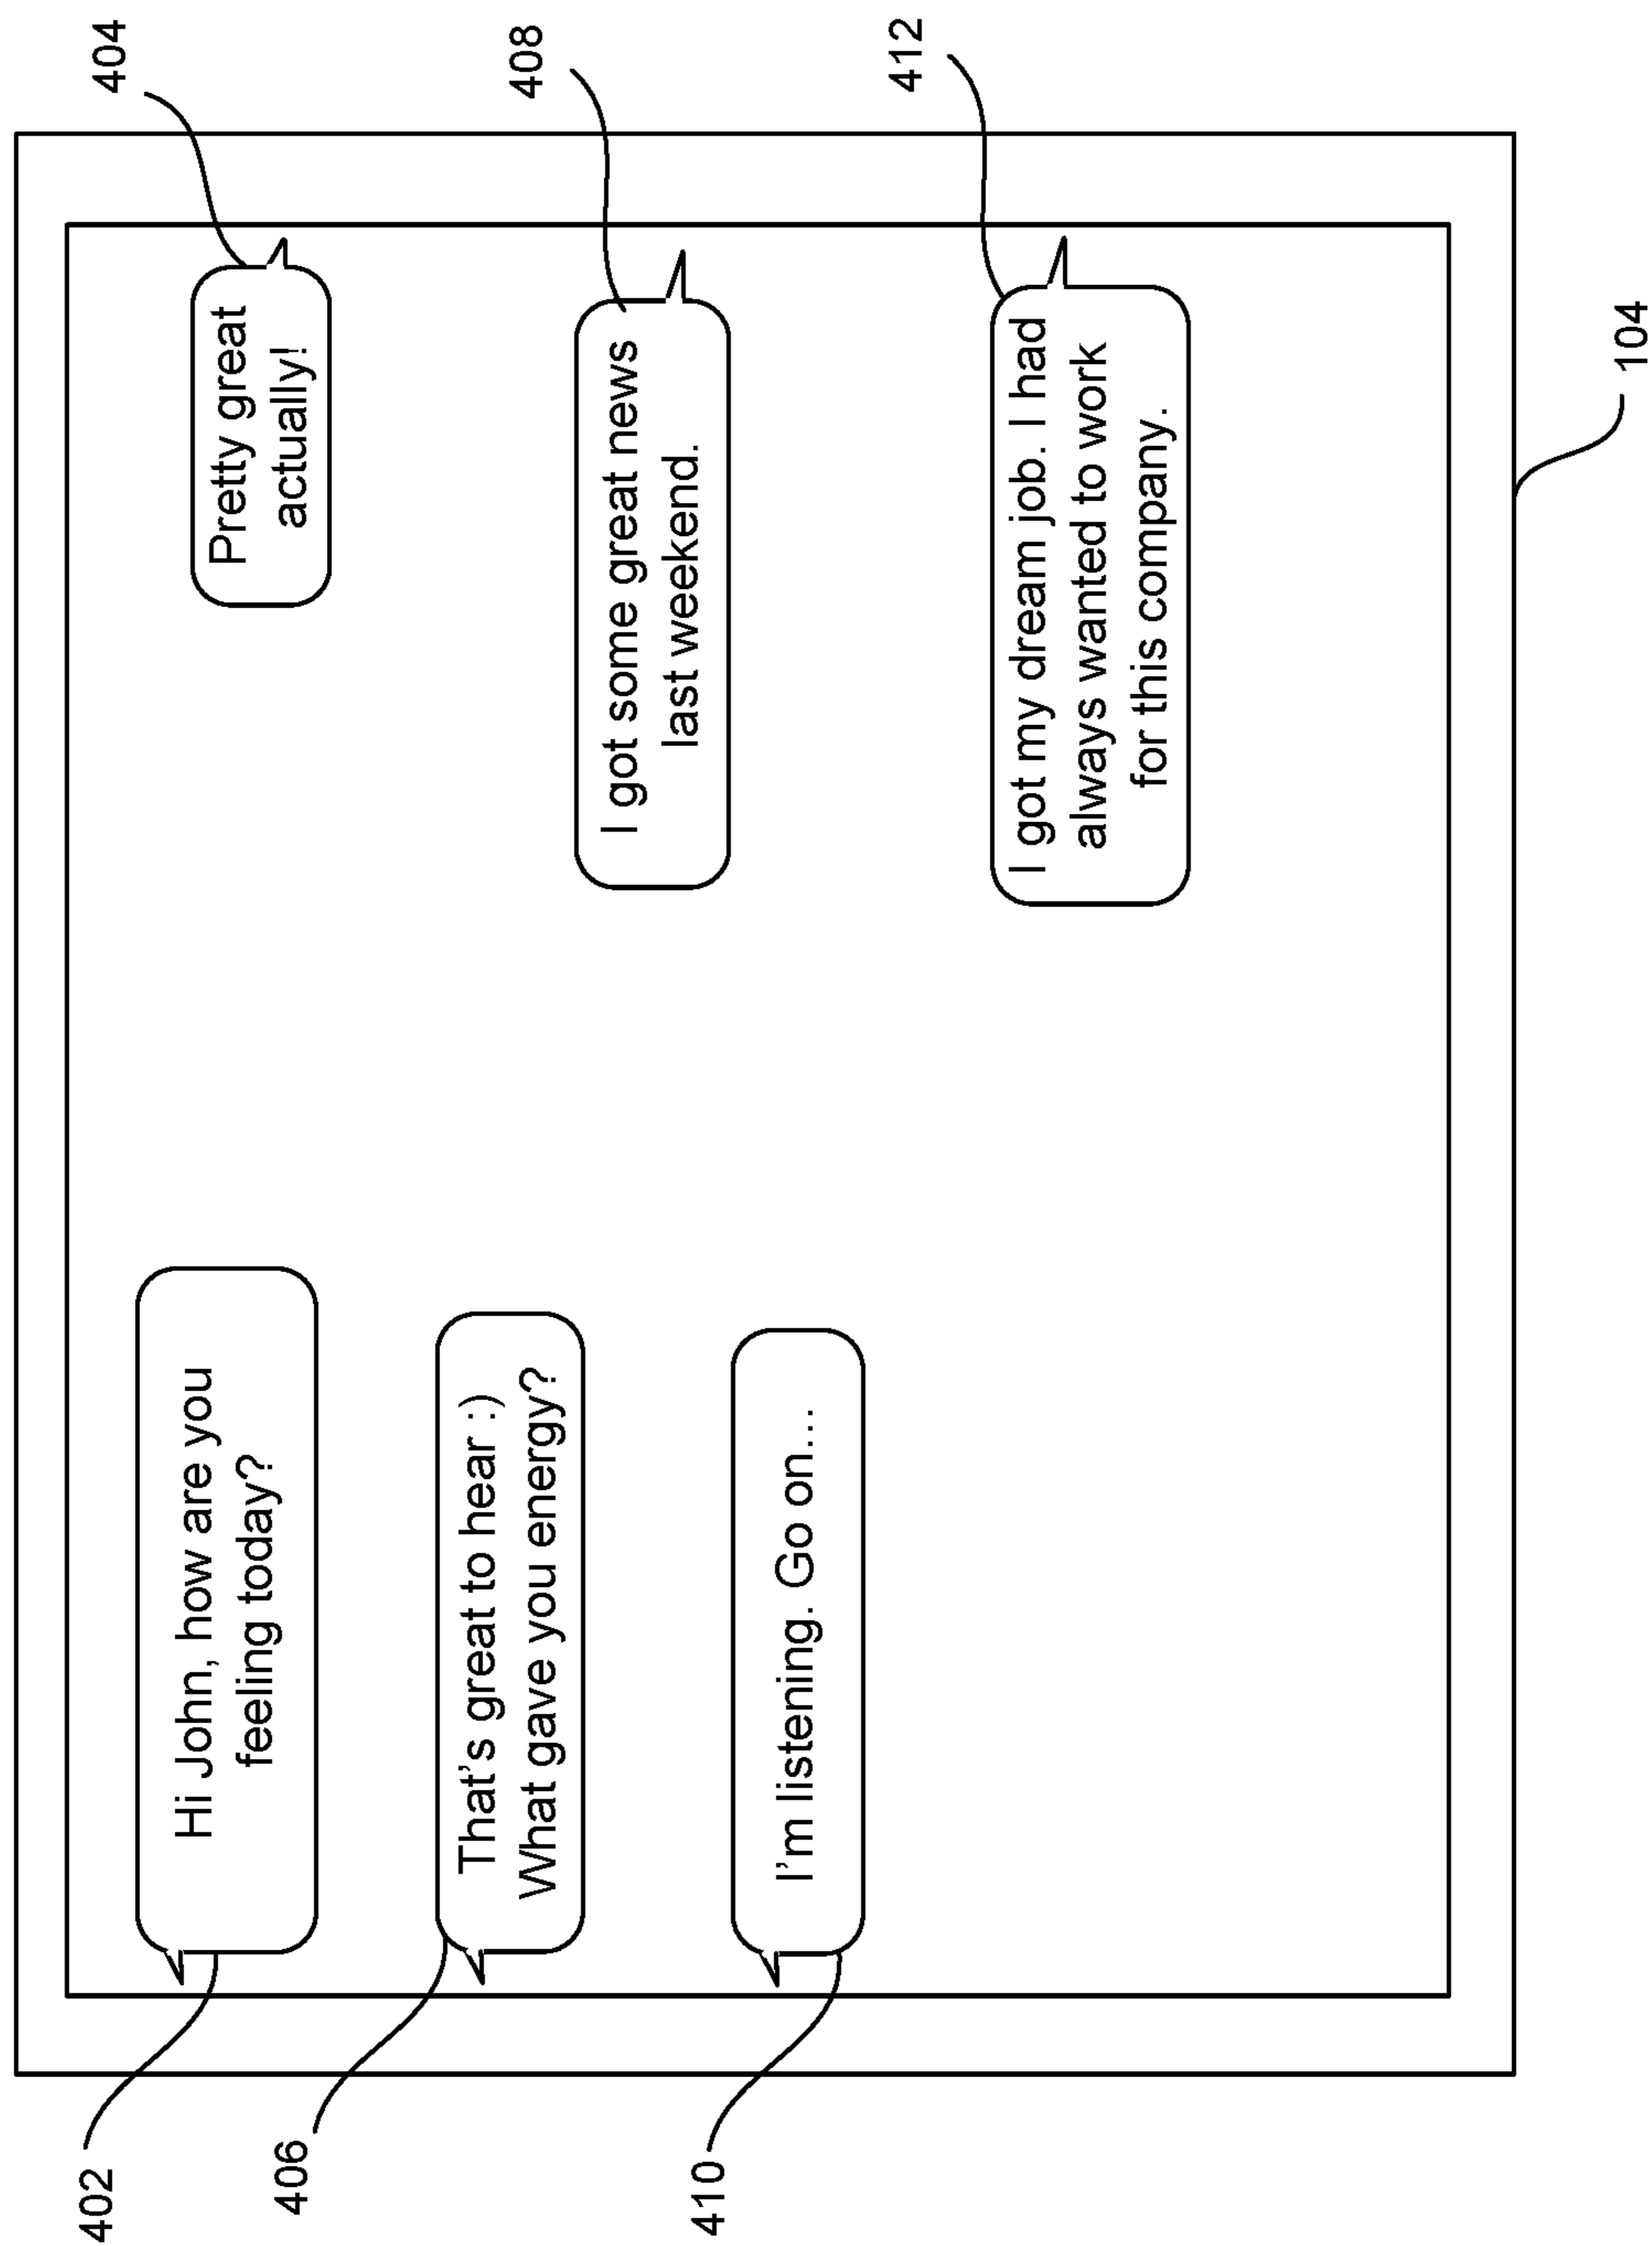 404
Pretty great
actually!
402
Hi John, how are you
feeling today?
406
That's great to hear :)
What gave you energy?
408
I got some great news
last weekend.
410
I'm listening. Go on...
412
I got my dream job. I had
always wanted to work
for this company.
104